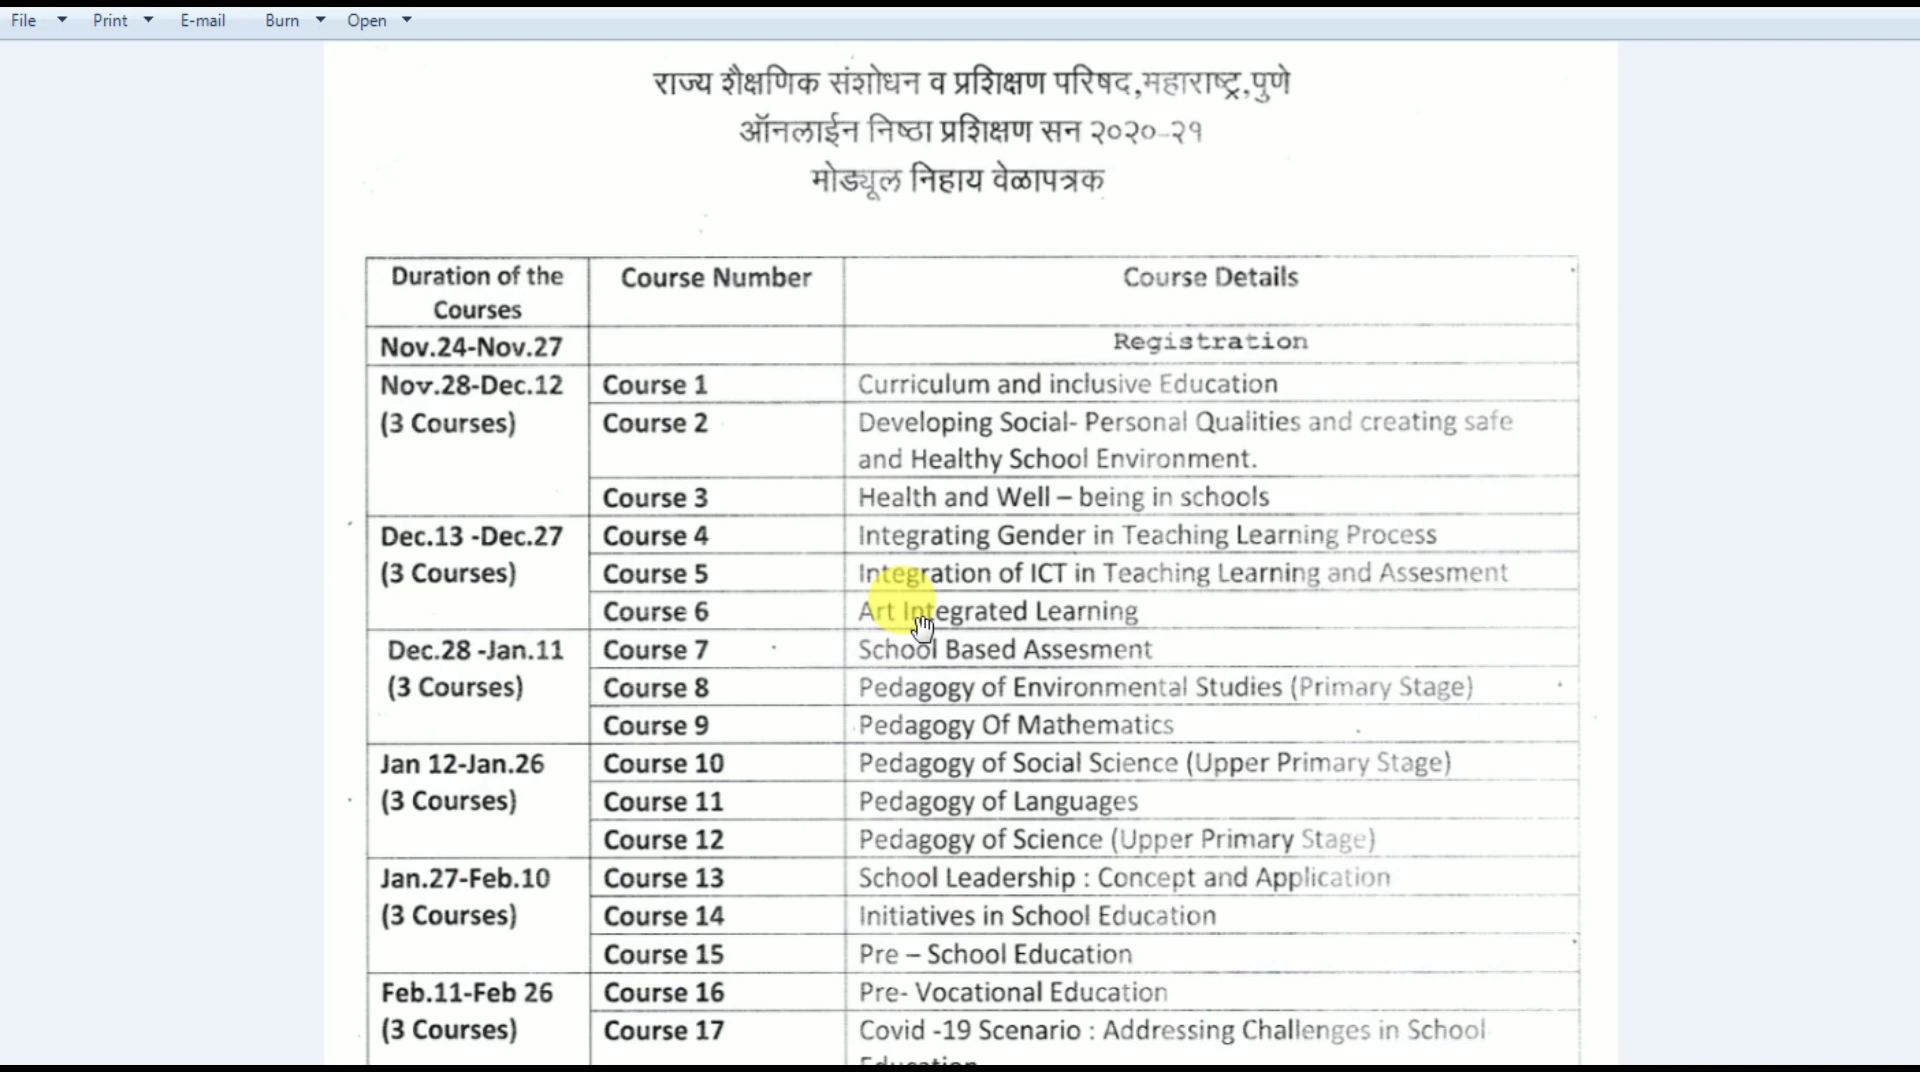 File Print E-mail Burn Open
राज्य शैक्षणिक संशोधन व प्रशिक्षण परिषद,महाराष्ट्र,पुणे
ऑनलाईन निष्ठा प्रशिक्षण सन २०२०-२१
मोड्यूल निहाय वेळापत्रक
Duration of the Courses Course Number Course Details
Nov.24-Nov.27 Registration
Nov.28-Dec.12 Course 1 Curriculum and inclusive Education
(3 Courses) Course 2 Developing Social- Personal Qualities and creating safe
and Healthy School Environment.
Course 3 Health and Well – being in schools
Dec.13 -Dec.27 Course 4 Integrating Gender in Teaching Learning Process
(3 Courses) Course 5 Integration of ICT in Teaching Learning and Assesment
Course 6 Art Integrated Learning
Dec.28 -Jan.11 Course 7 School Based Assesment
(3 Courses) Course 8 Pedagogy of Environmental Studies (Primary Stage)
Course 9 Pedagogy Of Mathematics
Jan 12-Jan.26 Course 10 Pedagogy of Social Science (Upper Primary Stage)
(3 Courses) Course 11 Pedagogy of Languages
Course 12 Pedagogy of Science (Upper Primary Stage)
Jan.27-Feb.10 Course 13 School Leadership : Concept and Application
(3 Courses) Course 14 Initiatives in School Education
Course 15 Pre – School Education
Feb.11-Feb 26 Course 16 Pre- Vocational Education
(3 Courses) Course 17 Covid -19 Scenario : Addressing Challenges in School
Education